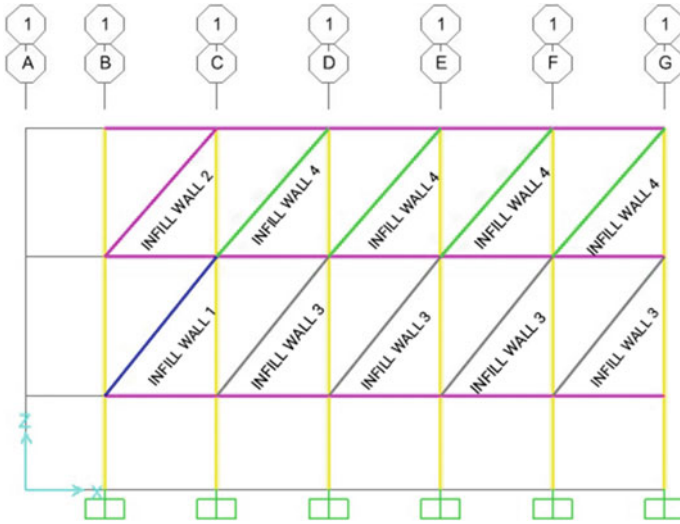 1 1 1 1 1 1 1
A B C D E F G
INFILL WALL 2
INFILL WALL 4
INFILL WALL 4
INFILL WALL 4
INFILL WALL 4
INFILL WALL 1
INFILL WALL 3
INFILL WALL 3
INFILL WALL 3
INFILL WALL 3
Z
X